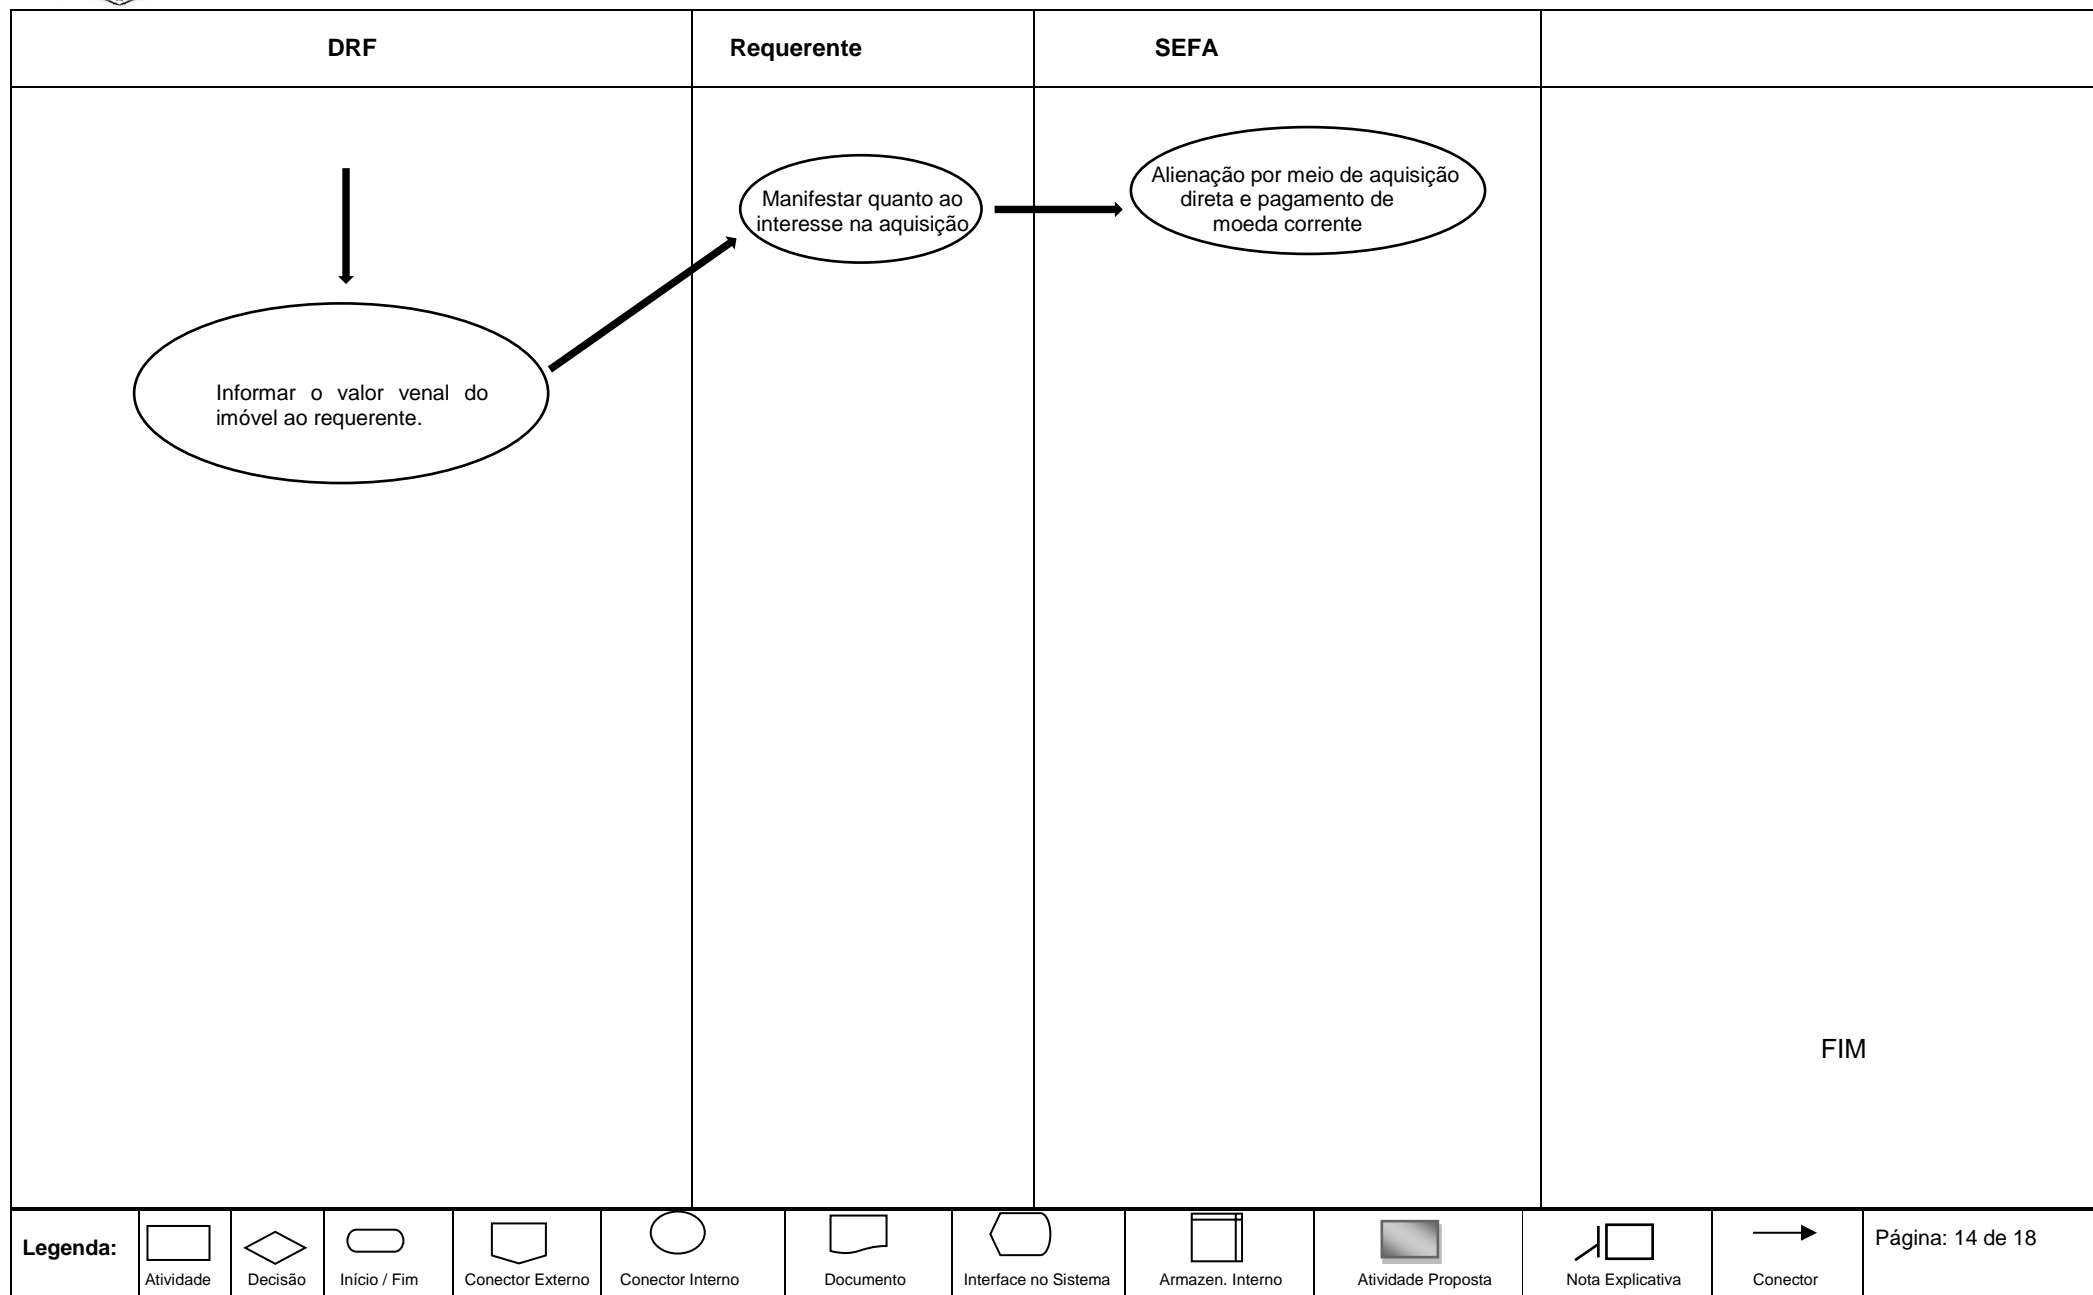 DRF
Requerente
SEFA
Informar o valor venal do
imóvel ao requerente.
Manifestar quanto ao
interesse na aquisição
Alienação por meio de aquisição
direta e pagamento de
moeda corrente
FIM
Legenda:
Atividade
Decisão
Início / Fim
Conector Externo
Conector Interno
Documento
Interface no Sistema
Armazen. Interno
Atividade Proposta
Nota Explicativa
Conector
Página: 14 de 18